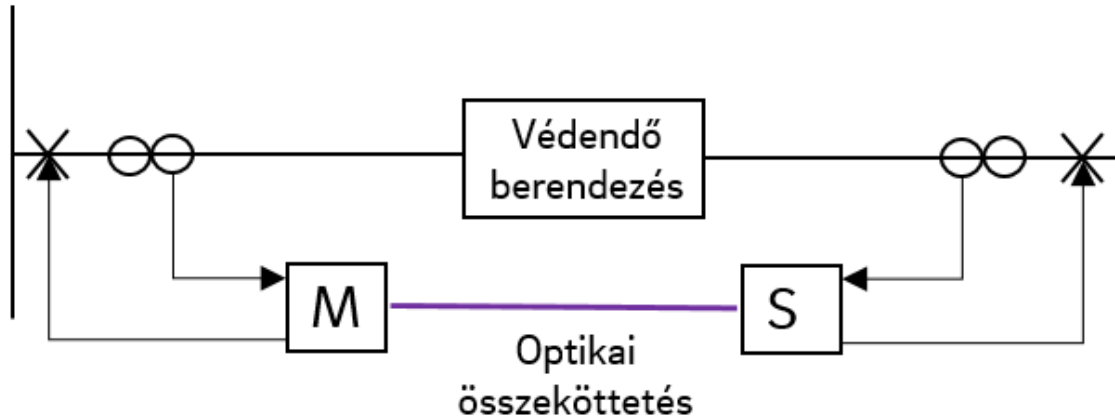 Védendő
berendezés
M
S
Optikai
összeköttetés